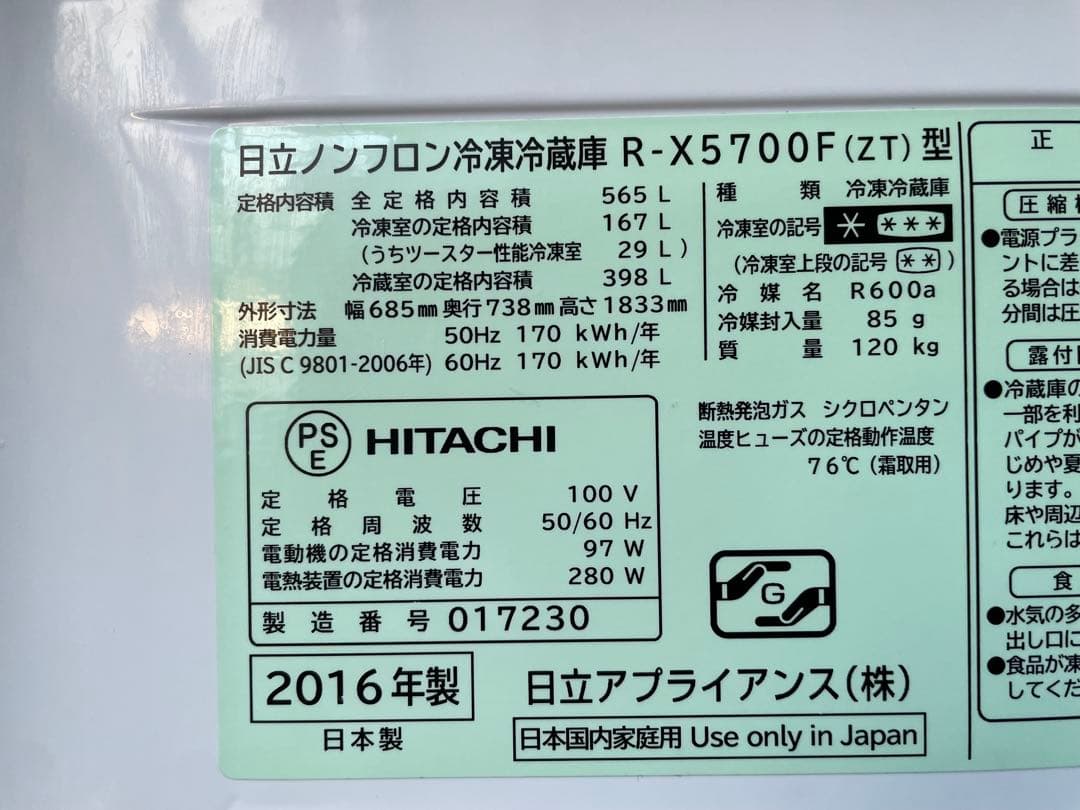 日立ノンフロン冷凍冷蔵庫 R-X5700F(ZT)型
定格内容積 全定格内容積 565 L
冷凍室の定格内容積 167 L
(うちツースター性能冷凍室 29 L)
冷蔵室の定格内容積 398 L
外形寸法 幅685mm奥行738mm高さ1833mm
消費電力量 50Hz 170 kWh/年
(JIS C 9801-2006年) 60Hz 170 kWh/年
種類 冷凍冷蔵庫
冷凍室の記号 * ***
(冷凍室上段の記号 **)
冷媒名 R600a
冷媒封入量 85 g
質量 120 kg
PSE HITACHI
定格電圧 100 V
定格周波数 50/60 Hz
電動機の定格消費電力 97 W
電熱装置の定格消費電力 280 W
製造番号 017230
断熱発泡ガス シクロペンタン
温度ヒューズの定格動作温度
76℃(霜取用)
G
2016年製
日本製
日立アプライアンス(株)
日本国内家庭用 Use only in Japan
正
圧縮
●電源プラ
ントに差
る場合は
分間は圧
露付
●冷蔵庫の
一部を利
パイプが
じめや夏
ります。
床や周辺
これらは
食
●水気の多
出し口に
●食品が凍
してくだ